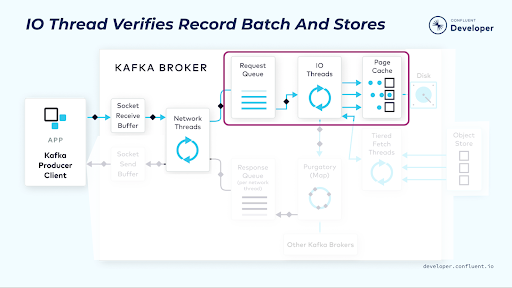 IO Thread Verifies Record Batch And Stores
CONFLUENT
Developer
KAFKA BROKER
Request
Queue
IO
Threads
Page
Cache
Disk
Socket
Receive
Buffer
Network
Threads
APP
Kafka
Producer
Client
Socket
Send
Buffer
Response
Queue
(per network
thread)
Purgatory
(Map)
Tiered
Fetch
Threads
Object
Store
Other Kafka Brokers
developer.confluent.io